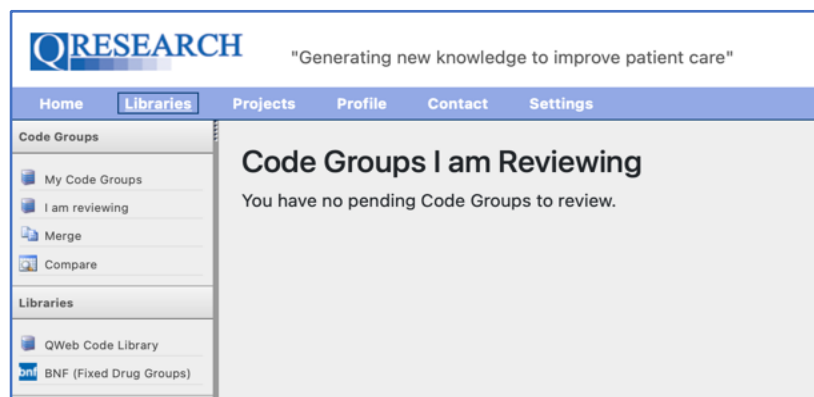 QRESEARCH
"Generating new knowledge to improve patient care"
Home Libraries Projects Profile Contact Settings
Code Groups
My Code Groups
I am reviewing
Merge
Compare
Libraries
QWeb Code Library
bnf BNF (Fixed Drug Groups)
Code Groups I am Reviewing
You have no pending Code Groups to review.